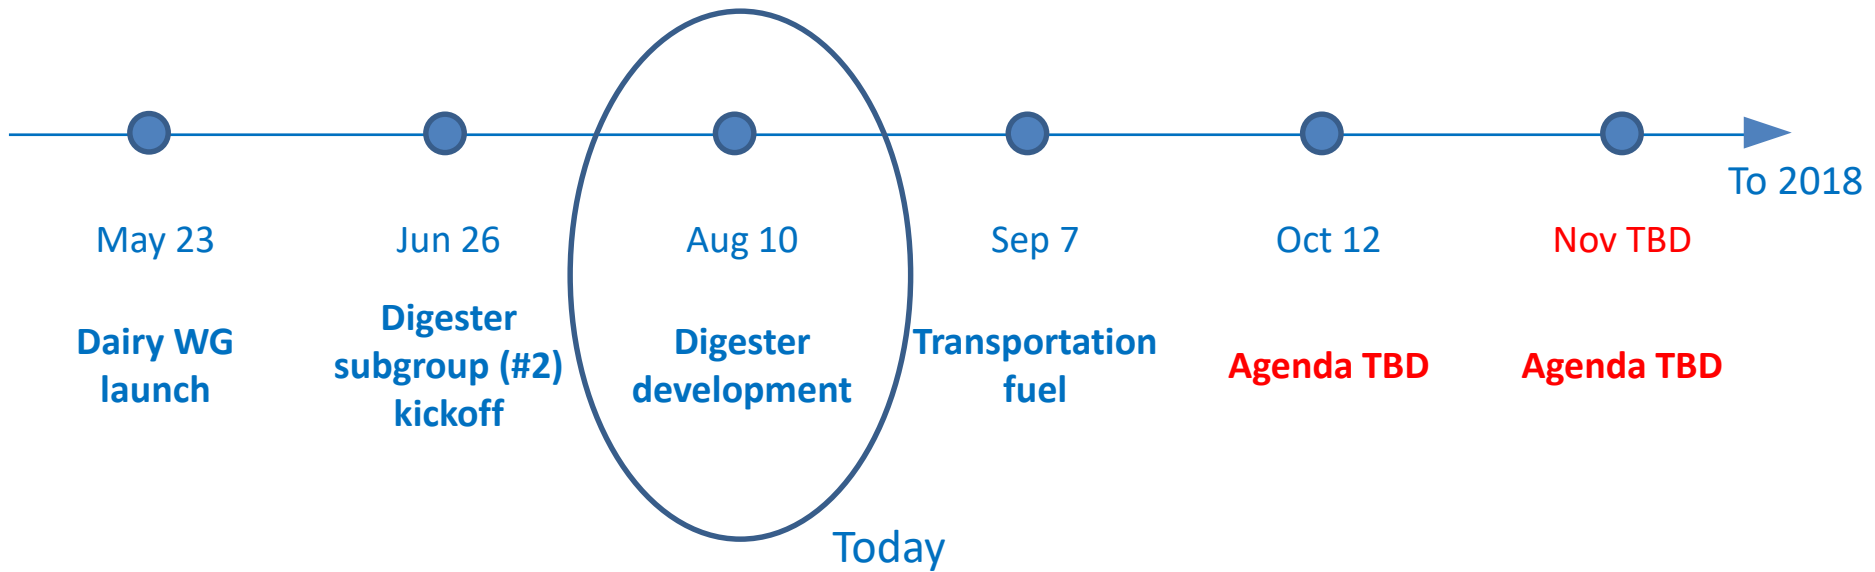 To 2018
May 23
Jun 26
Aug 10
Sep 7
Oct 12
Nov TBD
Dairy WG
launch
Digester
subgroup (#2)
kickoff
Digester
development
Transportation
fuel
Agenda TBD
Agenda TBD
Today